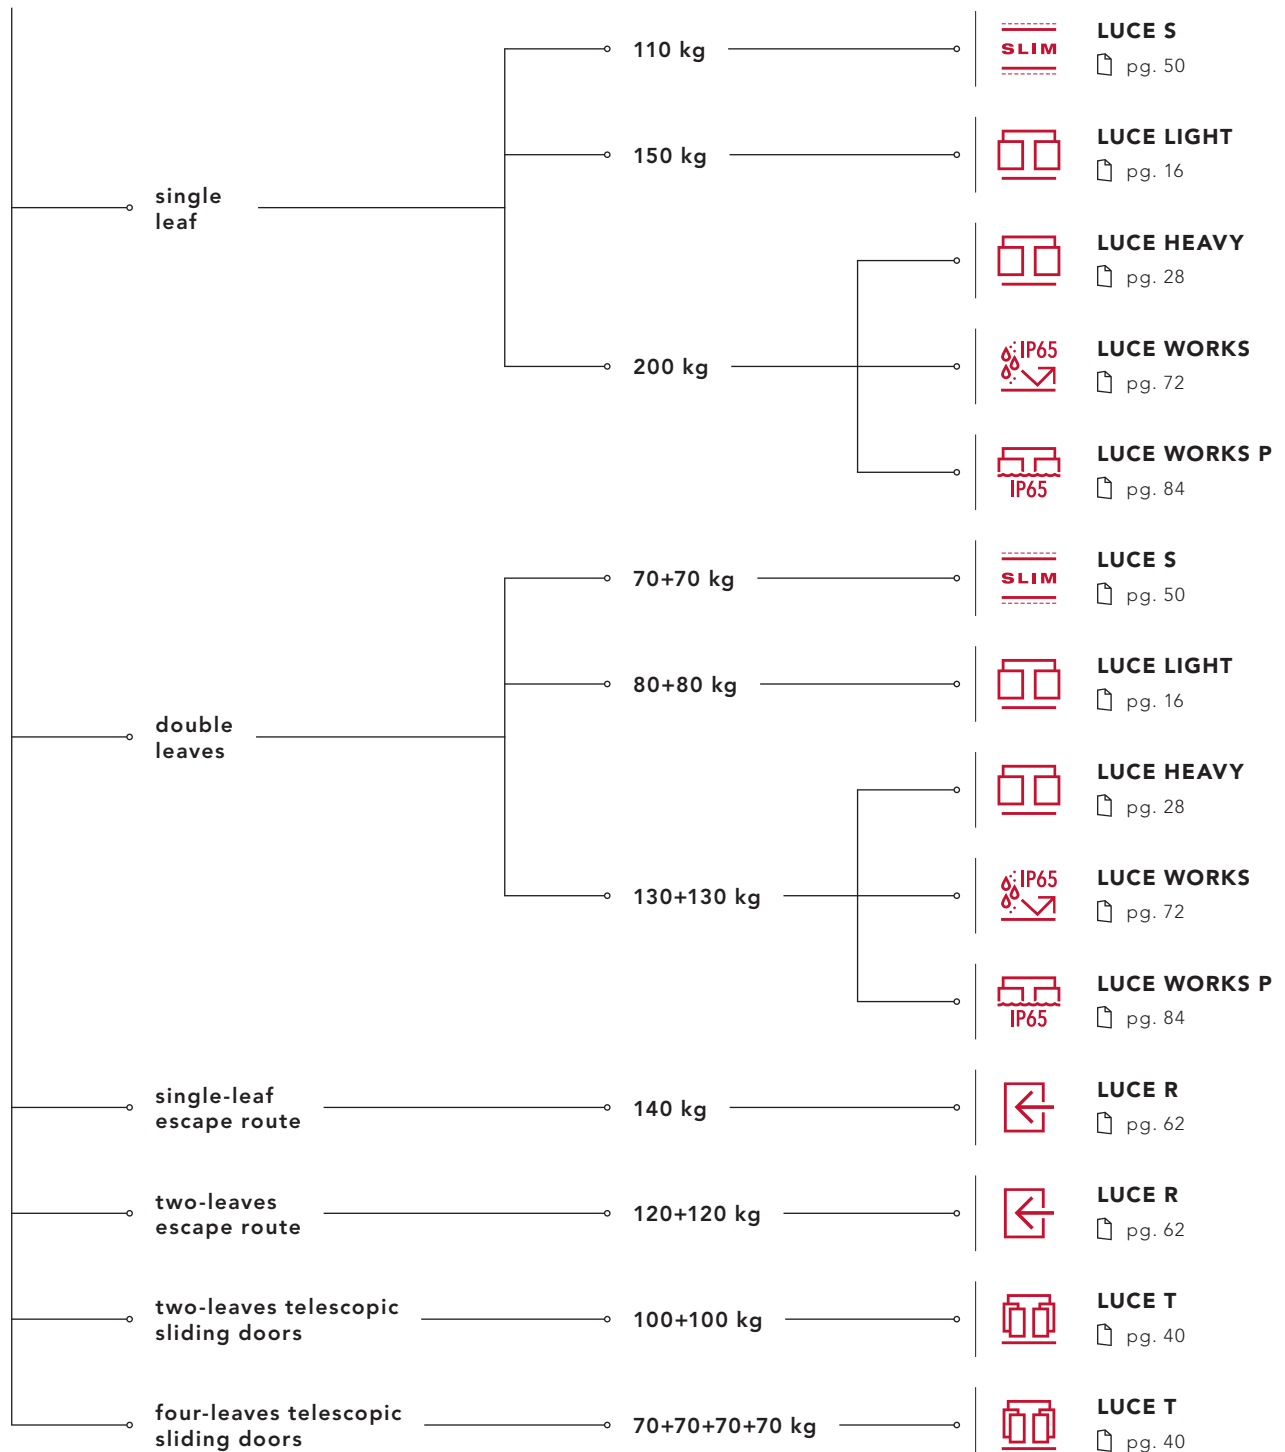 single
leaf
110 kg
SLIM
LUCE S
pg. 50
150 kg
LUCE LIGHT
pg. 16
200 kg
LUCE HEAVY
pg. 28
IP65
LUCE WORKS
pg. 72
IP65
LUCE WORKS P
pg. 84
double
leaves
70+70 kg
SLIM
LUCE S
pg. 50
80+80 kg
LUCE LIGHT
pg. 16
130+130 kg
LUCE HEAVY
pg. 28
IP65
LUCE WORKS
pg. 72
IP65
LUCE WORKS P
pg. 84
single-leaf
escape route
140 kg
LUCE R
pg. 62
two-leaves
escape route
120+120 kg
LUCE R
pg. 62
two-leaves telescopic
sliding doors
100+100 kg
LUCE T
pg. 40
four-leaves telescopic
sliding doors
70+70+70+70 kg
LUCE T
pg. 40